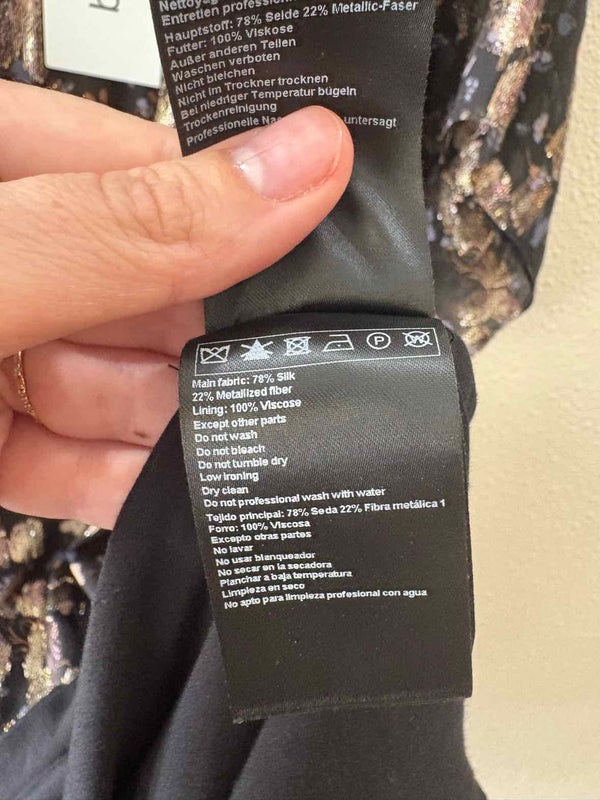 Entretien professionnel
Hauptstoff: 78% Seide 22% Metallic-Faser
Futter: 100% Viskose
Außer anderen Teilen
Waschen verboten
Nicht bleichen
Nicht im Trockner trocknen
Bei niedriger Temperatur bügeln
Trockenreinigung
Professionelle untersagt
P
W
Main fabric: 78% Silk
22% Metallized fiber
Lining: 100% Viscose
Except other parts
Do not wash
Do not bleach
Do not tumble dry
Low ironing
Dry clean
Do not professional wash with water
Tejido principal: 78% Seda 22% Fibra metálica 1
Forro: 100% Viscosa
Excepto otras partes
No lavar
No usar blanqueador
No secar en la secadora
Planchar a baja temperatura
Limpieza en seco
No apto para limpieza profesional con agua